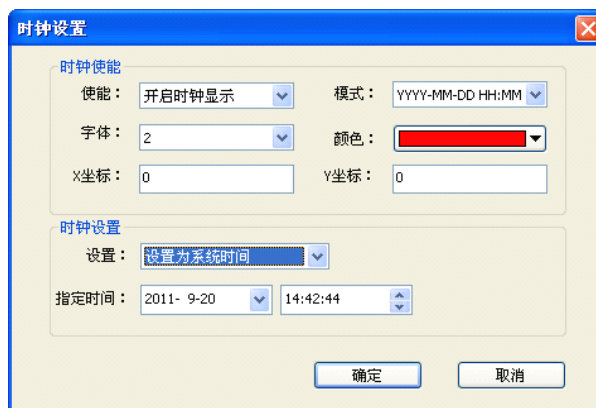 时钟设置
时钟使能
使能： 开启时钟显示 模式： YYYY-MM-DD HH:MM
字体： 2 颜色：
X坐标： 0 Y坐标： 0
时钟设置
设置： 设置为系统时间
指定时间： 2011- 9-20 14:42:44
确定 取消